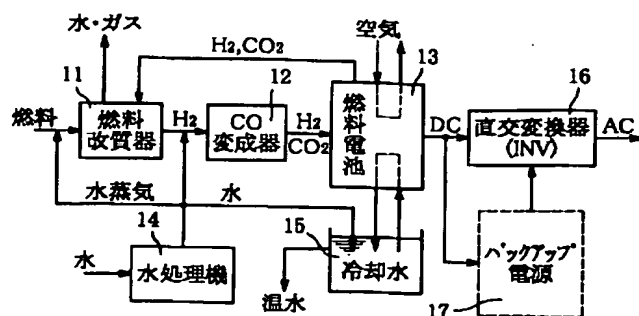 水・ガス
H2,CO2
空気
11
12
13
16
燃料
燃料
改質器
H2
CO
変成器
H2
CO2
燃料電池
DC
直交変換器
(INV)
AC
水蒸気
水
14
15
水
水処理機
冷却水
温水
バックアップ
電源
17